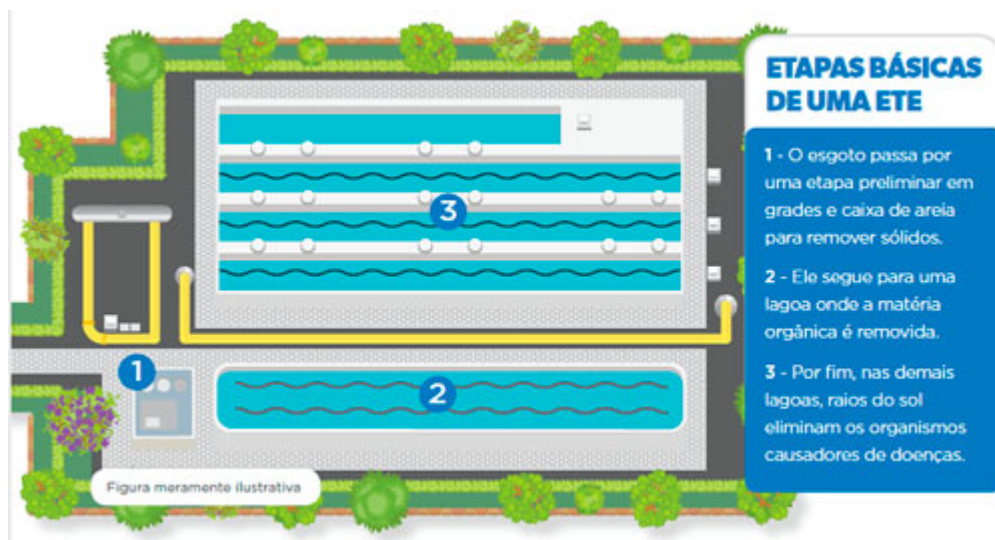 ETAPAS BÁSICAS
DE UMA ETE
1 - O esgoto passa por
uma etapa preliminar em
grades e caixa de areia
para remover sólidos.
2 - Ele segue para uma
lagoa onde a matéria
orgânica é removida.
3 - Por fim, nas demais
lagoas, raios do sol
eliminam os organismos
causadores de doenças.
3
1
2
Figura meramente ilustrativa